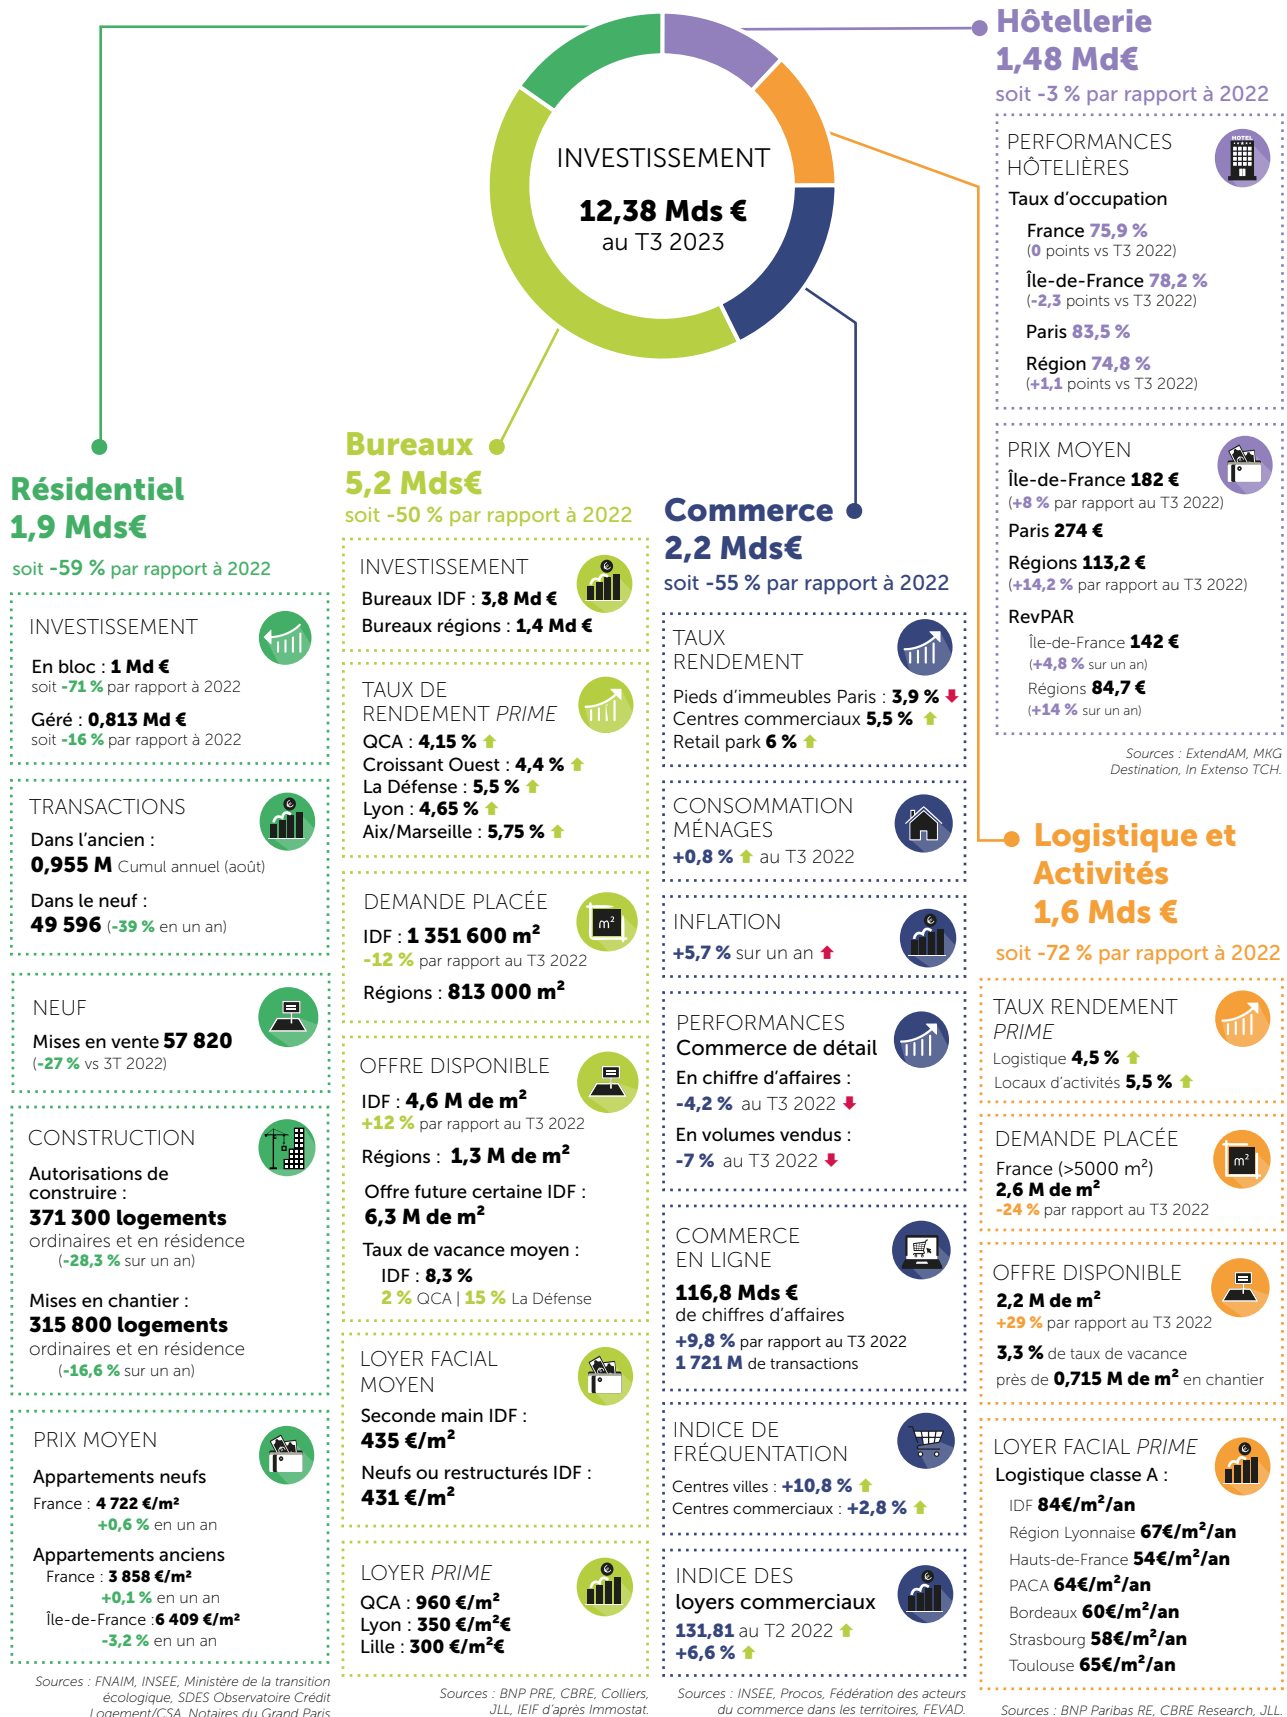 INVESTISSEMENT
12,38 Mds €
au T3 2023
Hôtellerie
1,48 Md€
soit -3 % par rapport à 2022
PERFORMANCES
HÔTELIÈRES
HOTEL
Taux d'occupation
France 75,9 %
(0 points vs T3 2022)
Île-de-France 78,2 %
(-2,3 points vs T3 2022)
Paris 83,5 %
Région 74,8 %
(+1,1 points vs T3 2022)
PRIX MOYEN
Île-de-France 182 €
(+8 % par rapport au T3 2022)
Paris 274 €
Régions 113,2 €
(+14,2 % par rapport au T3 2022)
RevPAR
Île-de-France 142 €
(+4,8 % sur un an)
Régions 84,7 €
(+14 % sur un an)
Sources : ExtendAM, MKG
Destination, In Extenso TCH.
Résidentiel
1,9 Mds€
soit -59 % par rapport à 2022
INVESTISSEMENT
En bloc : 1 Md €
soit -71 % par rapport à 2022
Géré : 0,813 Md €
soit -16 % par rapport à 2022
TRANSACTIONS
€
Dans l'ancien :
0,955 M Cumul annuel (août)
Dans le neuf :
49 596 (-39 % en un an)
NEUF
Mises en vente 57 820
(-27 % vs 3T 2022)
CONSTRUCTION
Autorisations de
construire :
371 300 logements
ordinaires et en résidence
(-28,3 % sur un an)
Mises en chantier :
315 800 logements
ordinaires et en résidence
(-16,6 % sur un an)
PRIX MOYEN
Appartements neufs
France : 4 722 €/m²
+0,6 % en un an
Appartements anciens
France : 3 858 €/m²
+0,1 % en un an
Île-de-France :6 409 €/m²
-3,2 % en un an
Sources : FNAIM, INSEE, Ministère de la transition
écologique, SDES Observatoire Crédit
Logement/CSA, Notaires du Grand Paris
Bureaux
5,2 Mds€
soit -50 % par rapport à 2022
INVESTISSEMENT
€
Bureaux IDF : 3,8 Md €
Bureaux régions : 1,4 Md €
TAUX DE
RENDEMENT PRIME
QCA : 4,15 %
Croissant Ouest : 4,4 %
La Défense : 5,5 %
Lyon : 4,65 %
Aix/Marseille : 5,75 %
DEMANDE PLACÉE
m²
IDF : 1 351 600 m²
-12 % par rapport au T3 2022
Régions : 813 000 m²
OFFRE DISPONIBLE
IDF : 4,6 M de m²
+12 % par rapport au T3 2022
Régions : 1,3 M de m²
Offre future certaine IDF :
6,3 M de m²
Taux de vacance moyen :
IDF : 8,3 %
2 % QCA | 15 % La Défense
LOYER FACIAL
MOYEN
Seconde main IDF :
435 €/m²
Neufs ou restructurés IDF :
431 €/m²
LOYER PRIME
€
QCA : 960 €/m²
Lyon : 350 €/m²€
Lille : 300 €/m²€
Sources : BNP PRE, CBRE, Colliers,
JLL, IEIF d'après Immostat.
Commerce
2,2 Mds€
soit -55 % par rapport à 2022
TAUX
RENDEMENT
Pieds d'immeubles Paris : 3,9 %
Centres commerciaux 5,5 %
Retail park 6 %
CONSOMMATION
MÉNAGES
+0,8 % au T3 2022
INFLATION
€
+5,7 % sur un an
PERFORMANCES
Commerce de détail
En chiffre d'affaires :
-4,2 % au T3 2022
En volumes vendus :
-7 % au T3 2022
COMMERCE
EN LIGNE
116,8 Mds €
de chiffres d'affaires
+9,8 % par rapport au T3 2022
1 721 M de transactions
INDICE DE
FRÉQUENTATION
Centres villes : +10,8 %
Centres commerciaux : +2,8 %
INDICE DES
loyers commerciaux
€
131,81 au T2 2022
+6,6 %
Sources : INSEE, Procos, Fédération des acteurs
du commerce dans les territoires, FEVAD.
Logistique et
Activités
1,6 Mds €
soit -72 % par rapport à 2022
TAUX RENDEMENT
PRIME
Logistique 4,5 %
Locaux d'activités 5,5 %
DEMANDE PLACÉE
m²
France (>5000 m²)
2,6 M de m²
-24 % par rapport au T3 2022
OFFRE DISPONIBLE
2,2 M de m²
+29 % par rapport au T3 2022
3,3 % de taux de vacance
près de 0,715 M de m² en chantier
LOYER FACIAL PRIME
€
Logistique classe A :
IDF 84€/m²/an
Région Lyonnaise 67€/m²/an
Hauts-de-France 54€/m²/an
PACA 64€/m²/an
Bordeaux 60€/m²/an
Strasbourg 58€/m²/an
Toulouse 65€/m²/an
Sources : BNP Paribas RE, CBRE Research, JLL.